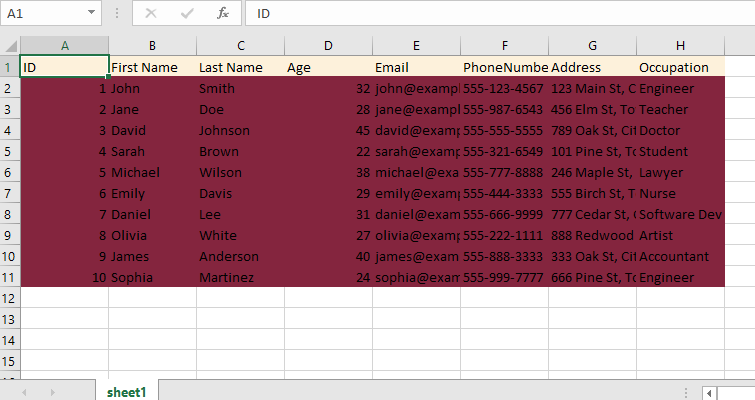 A1 fx ID
A B C D E F G H
1 ID First Name Last Name Age Email PhoneNumbe Address Occupation
2 1 John Smith 32 john@exampl 555-123-4567 123 Main St, C Engineer
3 2 Jane Doe 28 jane@exampl 555-987-6543 456 Elm St, To Teacher
4 3 David Johnson 45 david@exam 555-555-5555 789 Oak St, Cit Doctor
5 4 Sarah Brown 22 sarah@exam 555-321-6549 101 Pine St, To Student
6 5 Michael Wilson 38 michael@exa 555-777-8888 246 Maple St, Lawyer
7 6 Emily Davis 29 emily@exam 555-444-3333 555 Birch St, T Nurse
8 7 Daniel Lee 31 daniel@exam 555-666-9999 777 Cedar St, Software Dev
9 8 Olivia White 27 olivia@exam 555-222-1111 888 Redwood Artist
10 9 James Anderson 40 james@exam 555-888-3333 333 Oak St, Cit Accountant
11 10 Sophia Martinez 24 sophia@exam 555-999-7777 666 Pine St, To Engineer
12
13
14
15
sheet1